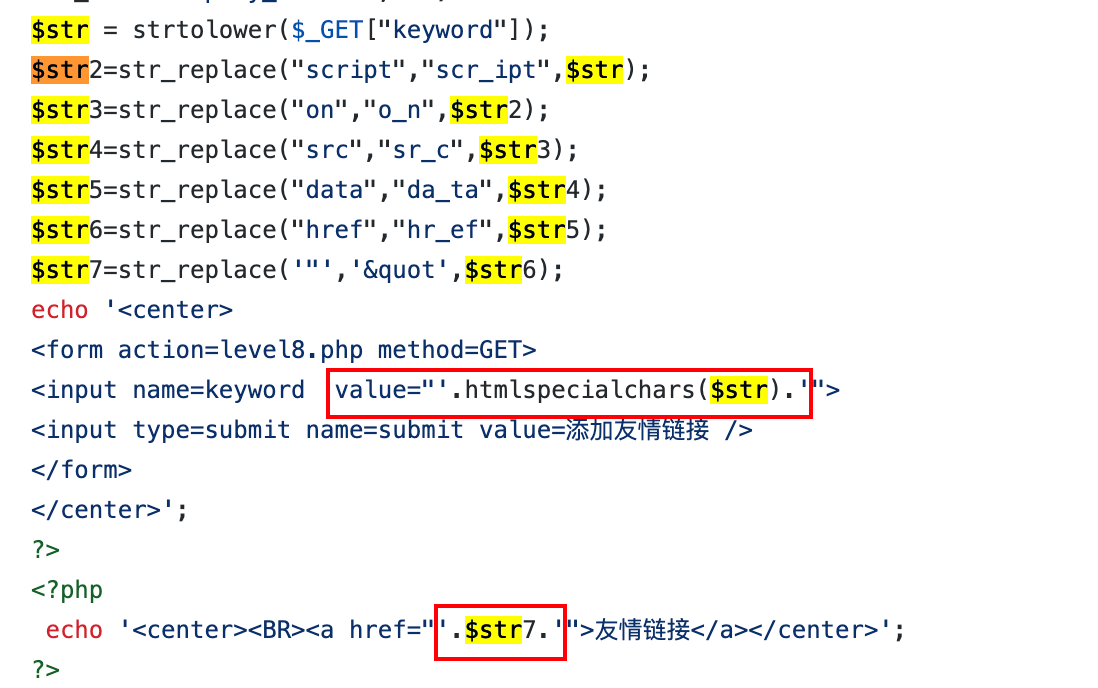 $str = strtolower($_GET["keyword"]);
$str2=str_replace("script","scr_ipt",$str);
$str3=str_replace("on","o_n",$str2);
$str4=str_replace("src","sr_c",$str3);
$str5=str_replace("data","da_ta",$str4);
$str6=str_replace("href","hr_ef",$str5);
$str7=str_replace('"','&quot',$str6);
echo '<center>
<form action=level8.php method=GET>
<input name=keyword  value="'.htmlspecialchars($str).'">
<input type=submit name=submit value=添加友情链接 />
</form>
</center>';
?>
<?php
 echo '<center><BR><a href="'.$str7.'">友情链接</a></center>';
?>